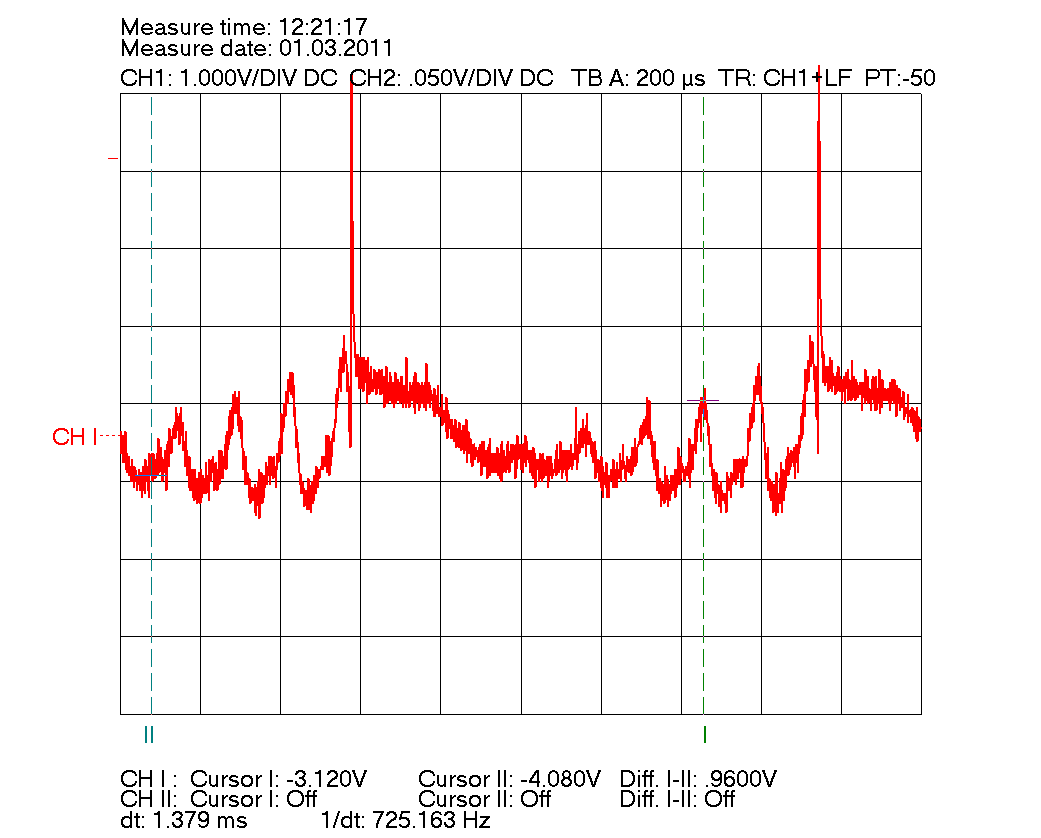 Measure time: 12:21:17
Measure date: 01.03.2011
CH1: 1.000V/DIV DC CH2: .050V/DIV DC TB A: 200 µs TR: CH1+LF PT:-50
CH I
II I
CH I : Cursor I: -3.120V Cursor II: -4.080V Diff. I-II: .9600V
CH II: Cursor I: Off Cursor II: Off Diff. I-II: Off
dt: 1.379 ms 1/dt: 725.163 Hz